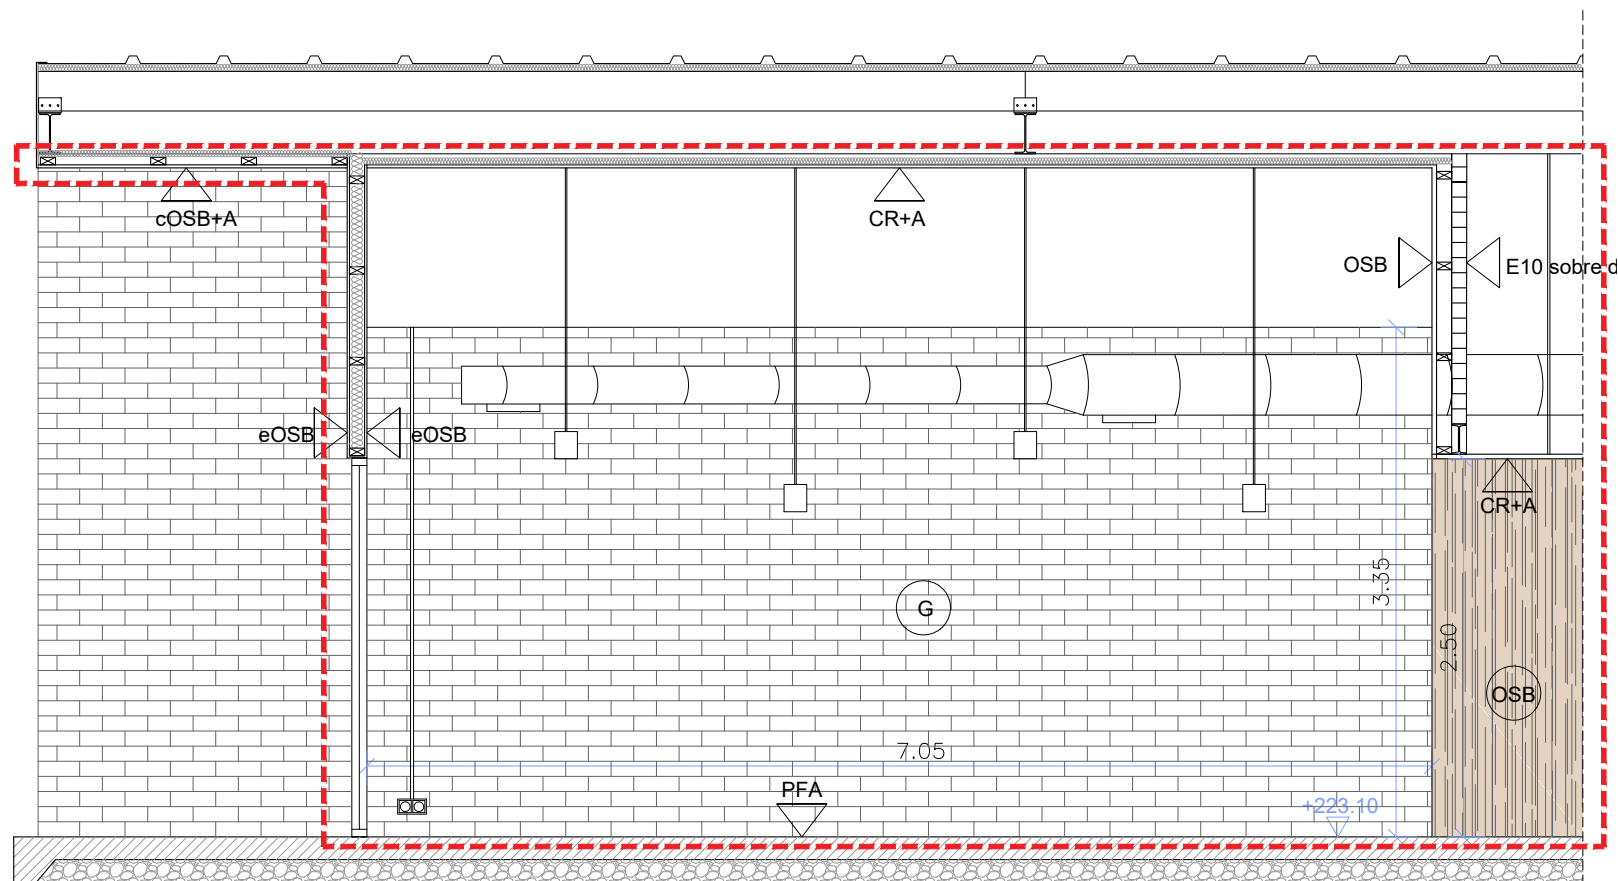 cOSB+A
CR+A
OSB
E10 sobre d
eOSB
eOSB
CR+A
3.35
G
2.50
OSB
7.05
PFA
+223.10